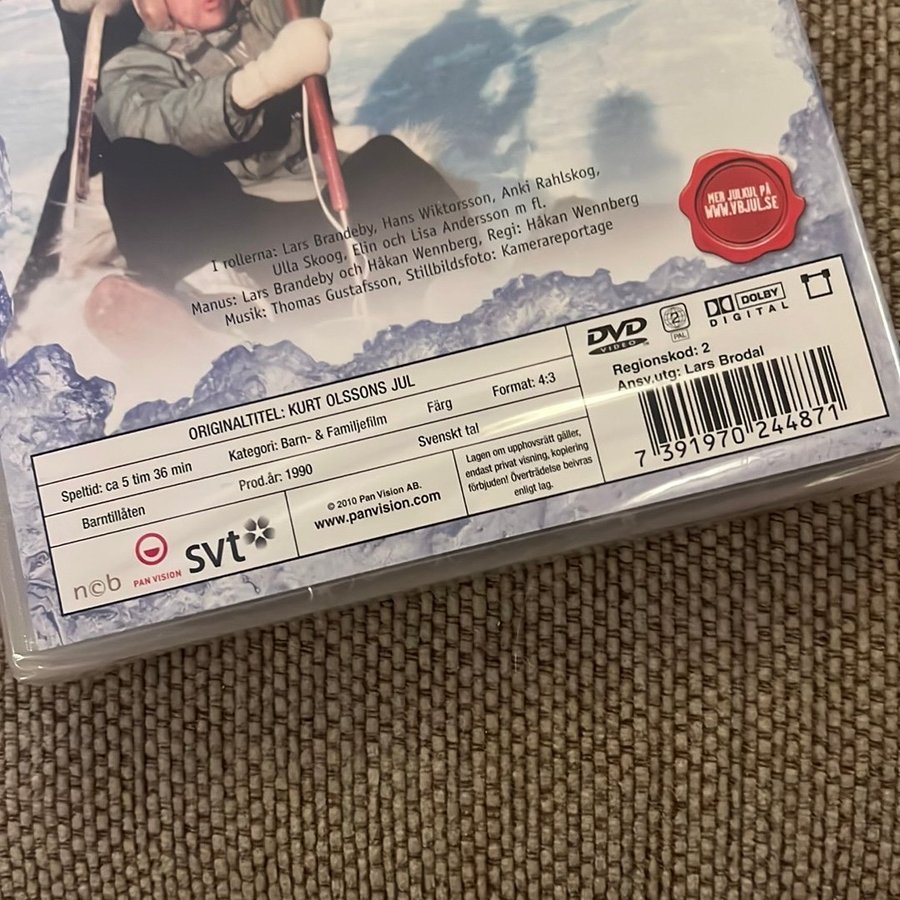 I rollerna: Lars Brandeby, Hans Wiktorsson, Anki Rahlskog,
Ulla Skoog, Elin och Lisa Andersson m fl.
Manus: Lars Brandeby och Håkan Wennberg, Regi: Håkan Wennberg
Musik: Thomas Gustafsson, Stillbildsfoto: Kamerareportage
MER JULKUL PÅ
WWW.VBJUL.SE
ORIGINALTITEL: KURT OLSSONS JUL
Speltid: ca 5 tim 36 min Kategori: Barn- & Familjefilm Färg Format: 4:3
Barntillåten Prod.år: 1990 Svenskt tal
n©b
PAN VISION
svt
© 2010 Pan Vision AB.
www.panvision.com
Lagen om upphovsrätt gäller,
endast privat visning, kopiering
förbjuden! Överträdelse beivras
enligt lag.
DVD
VIDEO
2
PAL
DOLBY
DIGITAL
Regionskod: 2
Ansv.utg: Lars Brodal
7 391970 244871